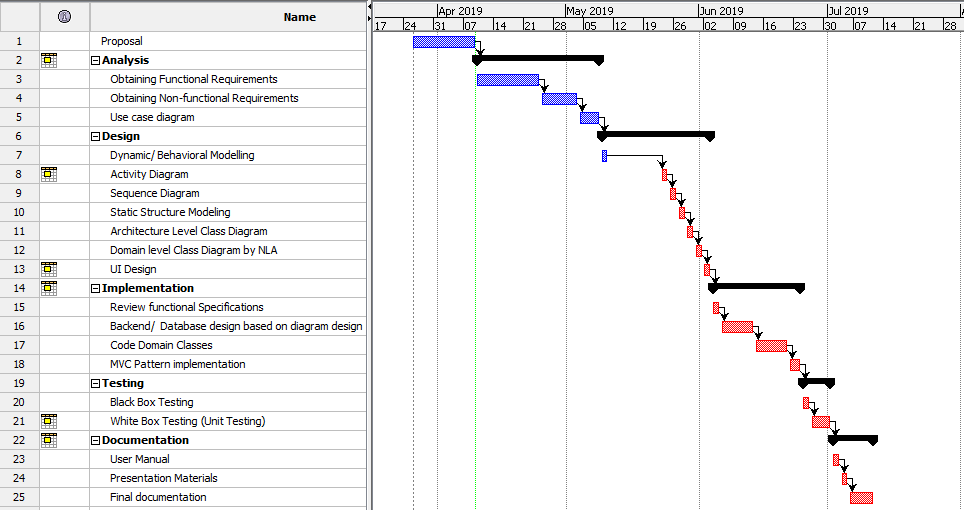 Name
Apr 2019 May 2019 Jun 2019 Jul 2019 A
17 24 31 07 14 21 28 05 12 19 26 02 09 16 23 30 07 14 21 28
1 Proposal
2 Analysis
3 Obtaining Functional Requirements
4 Obtaining Non-functional Requirements
5 Use case diagram
6 Design
7 Dynamic/ Behavioral Modelling
8 Activity Diagram
9 Sequence Diagram
10 Static Structure Modeling
11 Architecture Level Class Diagram
12 Domain level Class Diagram by NLA
13 UI Design
14 Implementation
15 Review functional Specifications
16 Backend/ Database design based on diagram design
17 Code Domain Classes
18 MVC Pattern implementation
19 Testing
20 Black Box Testing
21 White Box Testing (Unit Testing)
22 Documentation
23 User Manual
24 Presentation Materials
25 Final documentation